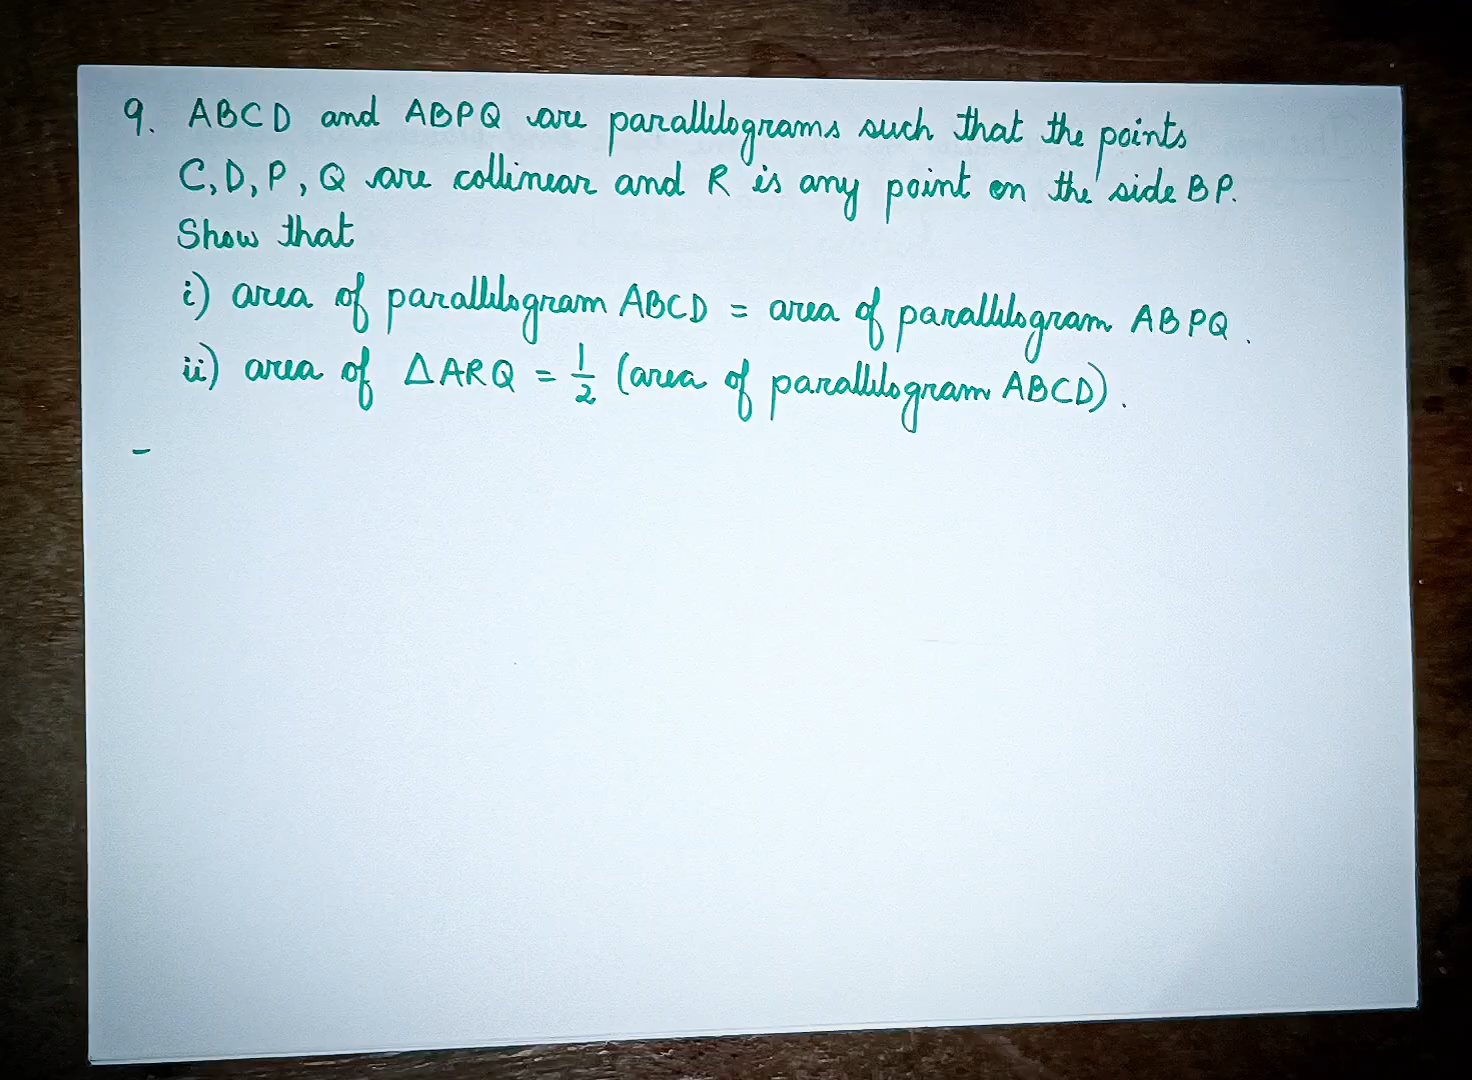 9. ABCD and ABPQ are parallelograms such that the points
C, D, P, Q are collinear and R is any point on the side BP.
Show that
i) area of parallelogram ABCD = area of parallelogram ABPQ.
ii) area of △ARQ = 1/2 (area of parallelogram ABCD).
-